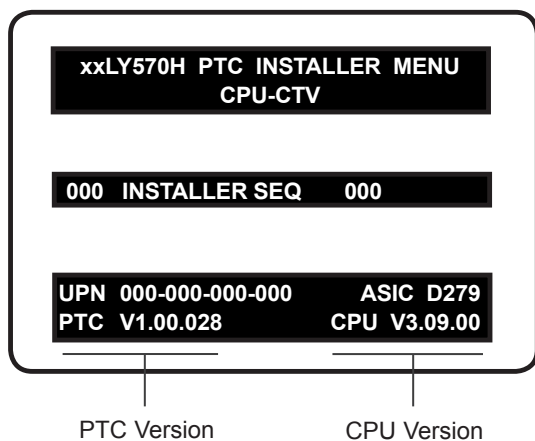 xxLY570H PTC INSTALLER MENU
CPU-CTV
000 INSTALLER SEQ 000
UPN 000-000-000-000 ASIC D279
PTC V1.00.028 CPU V3.09.00
PTC Version CPU Version